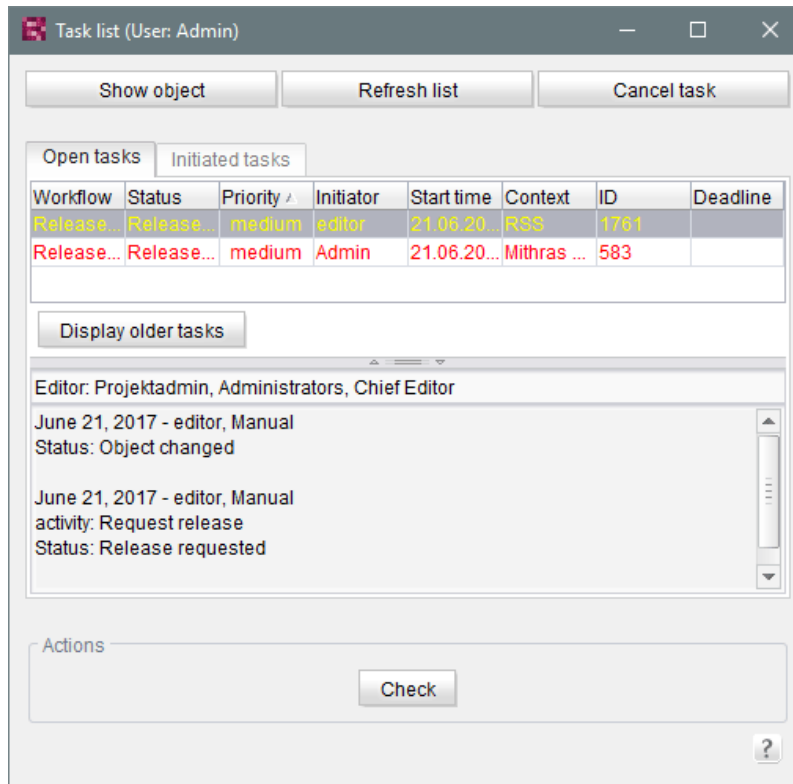 Task list (User: Admin)
Show object Refresh list Cancel task
Open tasks Initiated tasks
Workflow Status Priority Initiator Start time Context ID Deadline
Release... Release... medium editor 21.06.20... RSS 1761
Release... Release... medium Admin 21.06.20... Mithras ... 583
Display older tasks
Editor: Projektadmin, Administrators, Chief Editor
June 21, 2017 - editor, Manual
Status: Object changed
June 21, 2017 - editor, Manual
activity: Request release
Status: Release requested
Actions
Check
?